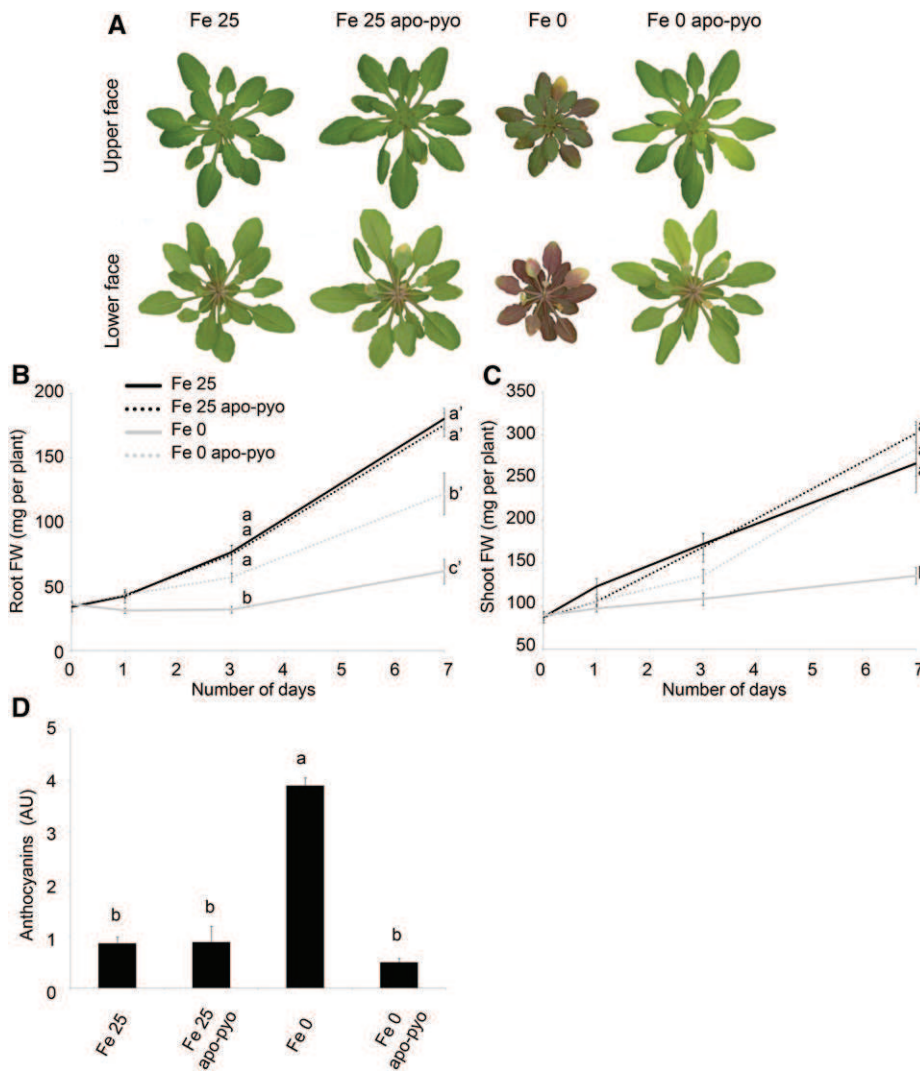 A
Fe 25
Fe 25 apo-pyo
Fe 0
Fe 0 apo-pyo
Upper face
Lower face
B
Fe 25
Fe 25 apo-pyo
Fe 0
Fe 0 apo-pyo
200
150
100
50
0
Root FW (mg per plant)
a
a
a
b
a'
a'
b'
c'
0 1 2 3 4 5 6 7
Number of days
C
350
300
250
200
150
100
50
Shoot FW (mg per plant)
0 1 2 3 4 5 6 7
Number of days
D
5
4
3
2
1
0
Anthocyanins (AU)
b
b
a
b
Fe 25
Fe 25
apo-pyo
Fe 0
Fe 0
apo-pyo